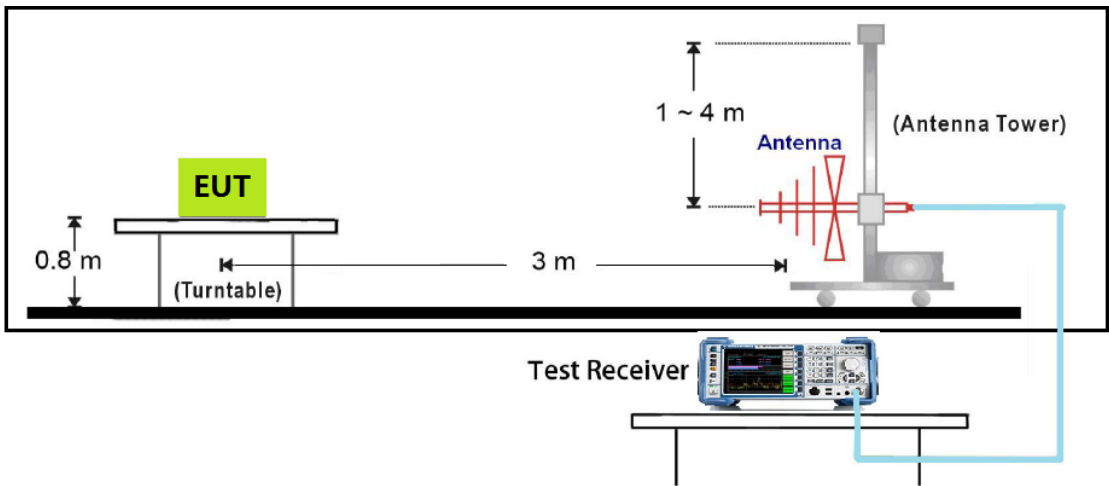 1 ~ 4 m
(Antenna Tower)
Antenna
EUT
0.8 m
3 m
(Turntable)
Test Receiver